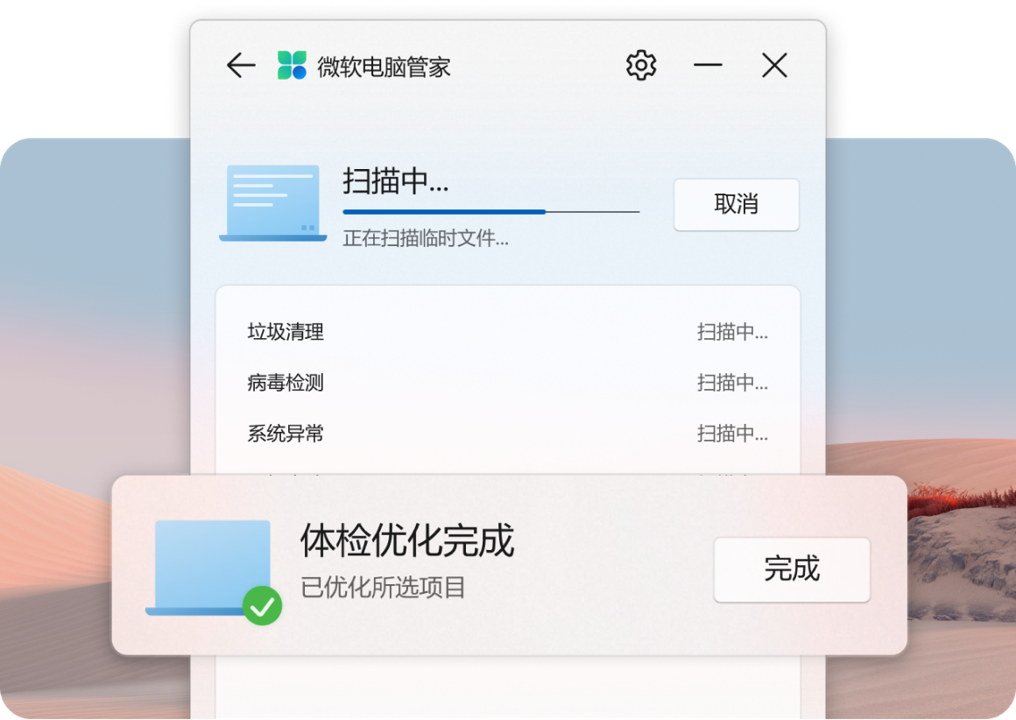 微软电脑管家
扫描中...
取消
正在扫描临时文件...
垃圾清理 扫描中...
病毒检测 扫描中...
系统异常 扫描中...
体检优化完成
已优化所选项目
完成